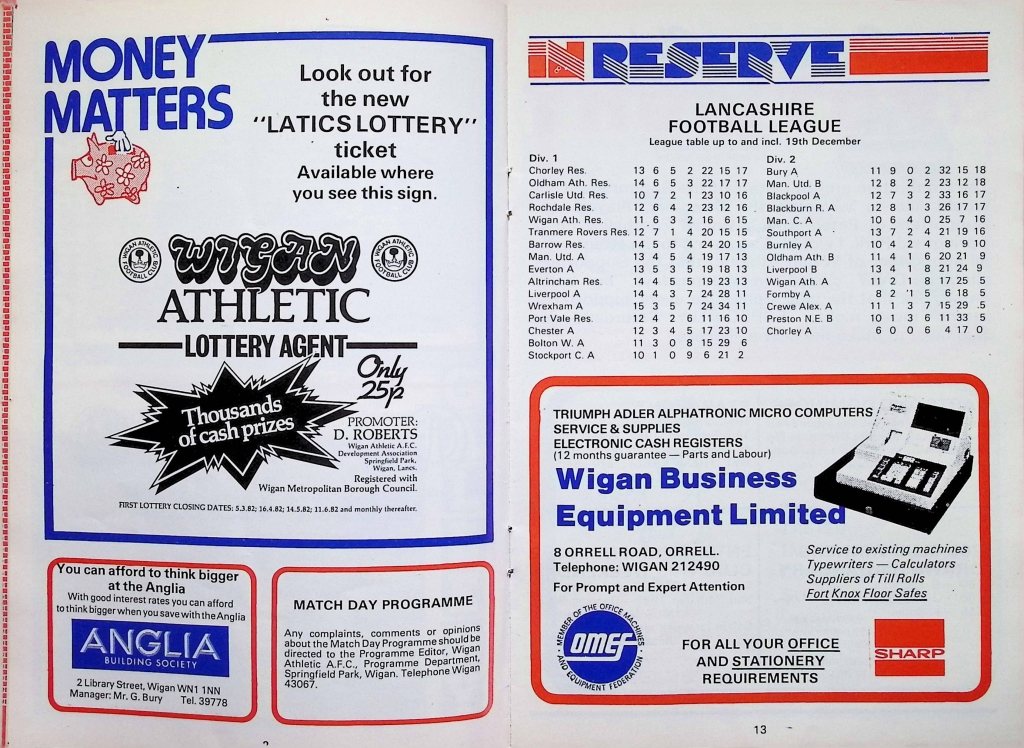 MONEY
MATTERS
Look out for
the new
"LATICS LOTTERY"
ticket
Available where
you see this sign.
WIGAN ATHLETIC
FOOTBALL CLUB
WIGAN
WIGAN ATHLETIC
FOOTBALL CLUB
ATHLETIC
LOTTERY AGENT
Only
25p
Thousands
of cash prizes
PROMOTER:
D. ROBERTS
Wigan Athletic A.F.C.
Development Association
Springfield Park,
Wigan, Lancs.
Registered with
Wigan Metropolitan Borough Council.
FIRST LOTTERY CLOSING DATES: 5.3.82; 16.4.82; 14.5.82; 11.6.82 and monthly thereafter.
You can afford to think bigger
at the Anglia
With good interest rates you can afford
to think bigger when you save with the Anglia
ANGLIA
BUILDING SOCIETY
2 Library Street, Wigan WN1 1NN
Manager: Mr. G. Bury Tel. 39778
MATCH DAY PROGRAMME
Any complaints, comments or opinions
about the Match Day Programme should be
directed to the Programme Editor, Wigan
Athletic A.F.C., Programme Department,
Springfield Park, Wigan. Telephone Wigan
43067.
IN RESERVE
LANCASHIRE
FOOTBALL LEAGUE
League table up to and incl. 19th December
Div. 1
Chorley Res. 13 6 5 2 22 15 17
Oldham Ath. Res. 14 6 5 3 22 17 17
Carlisle Utd. Res. 10 7 2 1 23 10 16
Rochdale Res. 12 6 4 2 23 12 16
Wigan Ath. Res. 11 6 3 2 16 6 15
Tranmere Rovers Res. 12 7 1 4 20 15 15
Barrow Res. 14 5 5 4 24 20 15
Man. Utd. A 13 4 5 4 19 17 13
Everton A 13 5 3 5 19 18 13
Altrincham Res. 14 4 5 5 19 23 13
Liverpool A 14 4 3 7 24 28 11
Wrexham A 15 3 5 7 24 34 11
Port Vale Res. 12 4 2 6 11 16 10
Chester A 12 3 4 5 17 23 10
Bolton W. A 11 3 0 8 15 29 6
Stockport C. A 10 1 0 9 6 21 2
Div. 2
Bury A 11 9 0 2 32 15 18
Man. Utd. B 12 8 2 2 23 12 18
Blackpool A 12 7 3 2 33 16 17
Blackburn R. A 12 8 1 3 26 17 17
Man. C. A 10 6 4 0 25 7 16
Southport A 13 7 2 4 21 19 16
Burnley A 10 4 2 4 8 9 10
Oldham Ath. B 11 4 1 6 20 21 9
Liverpool B 13 4 1 8 21 24 9
Wigan Ath. A 11 2 1 8 17 25 5
Formby A 8 2 1 5 6 18 5
Crewe Alex. A 11 1 3 7 15 29 5
Preston N.E. B 10 1 3 6 11 33 5
Chorley A 6 0 0 6 4 17 0
TRIUMPH ADLER ALPHATRONIC MICRO COMPUTERS
SERVICE & SUPPLIES
ELECTRONIC CASH REGISTERS
(12 months guarantee — Parts and Labour)
Wigan Business
Equipment Limited
8 ORRELL ROAD, ORRELL.
Telephone: WIGAN 212490
For Prompt and Expert Attention
Service to existing machines
Typewriters — Calculators
Suppliers of Till Rolls
Fort Knox Floor Safes
MEMBER OF THE OFFICE MACHINES
OMEF
AND EQUIPMENT FEDERATION
FOR ALL YOUR OFFICE
AND STATIONERY
REQUIREMENTS
SHARP
13